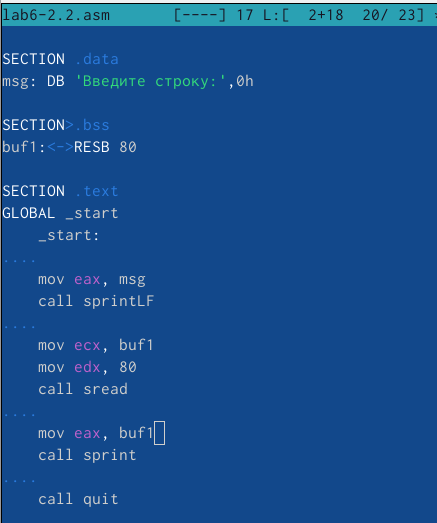 lab6-2.2.asm [----] 17 L:[ 2+18 20/ 23]
SECTION .data
msg: DB 'Введите строку:',0h
SECTION>.bss
buf1:<->RESB 80
SECTION .text
GLOBAL _start
_start:
....
mov eax, msg
call sprintLF
....
mov ecx, buf1
mov edx, 80
call sread
....
mov eax, buf1
call sprint
....
call quit